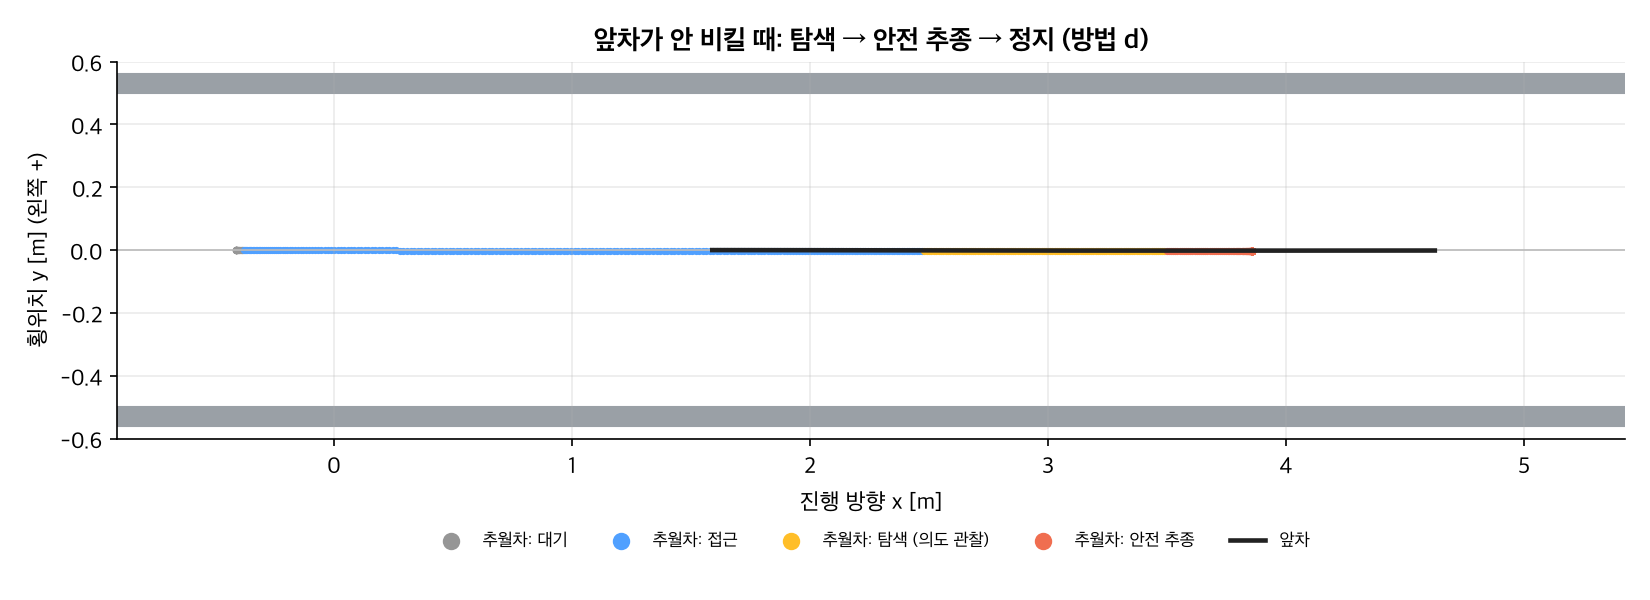 앞차가 안 비킬 때: 탐색 → 안전 추종 → 정지 (방법 d)
0.6
0.4
0.2
0.0
-0.2
-0.4
-0.6
횡위치 y [m] (왼쪽 +)
0 1 2 3 4 5
진행 방향 x [m]
추월차: 대기 추월차: 접근 추월차: 탐색 (의도 관찰) 추월차: 안전 추종 앞차